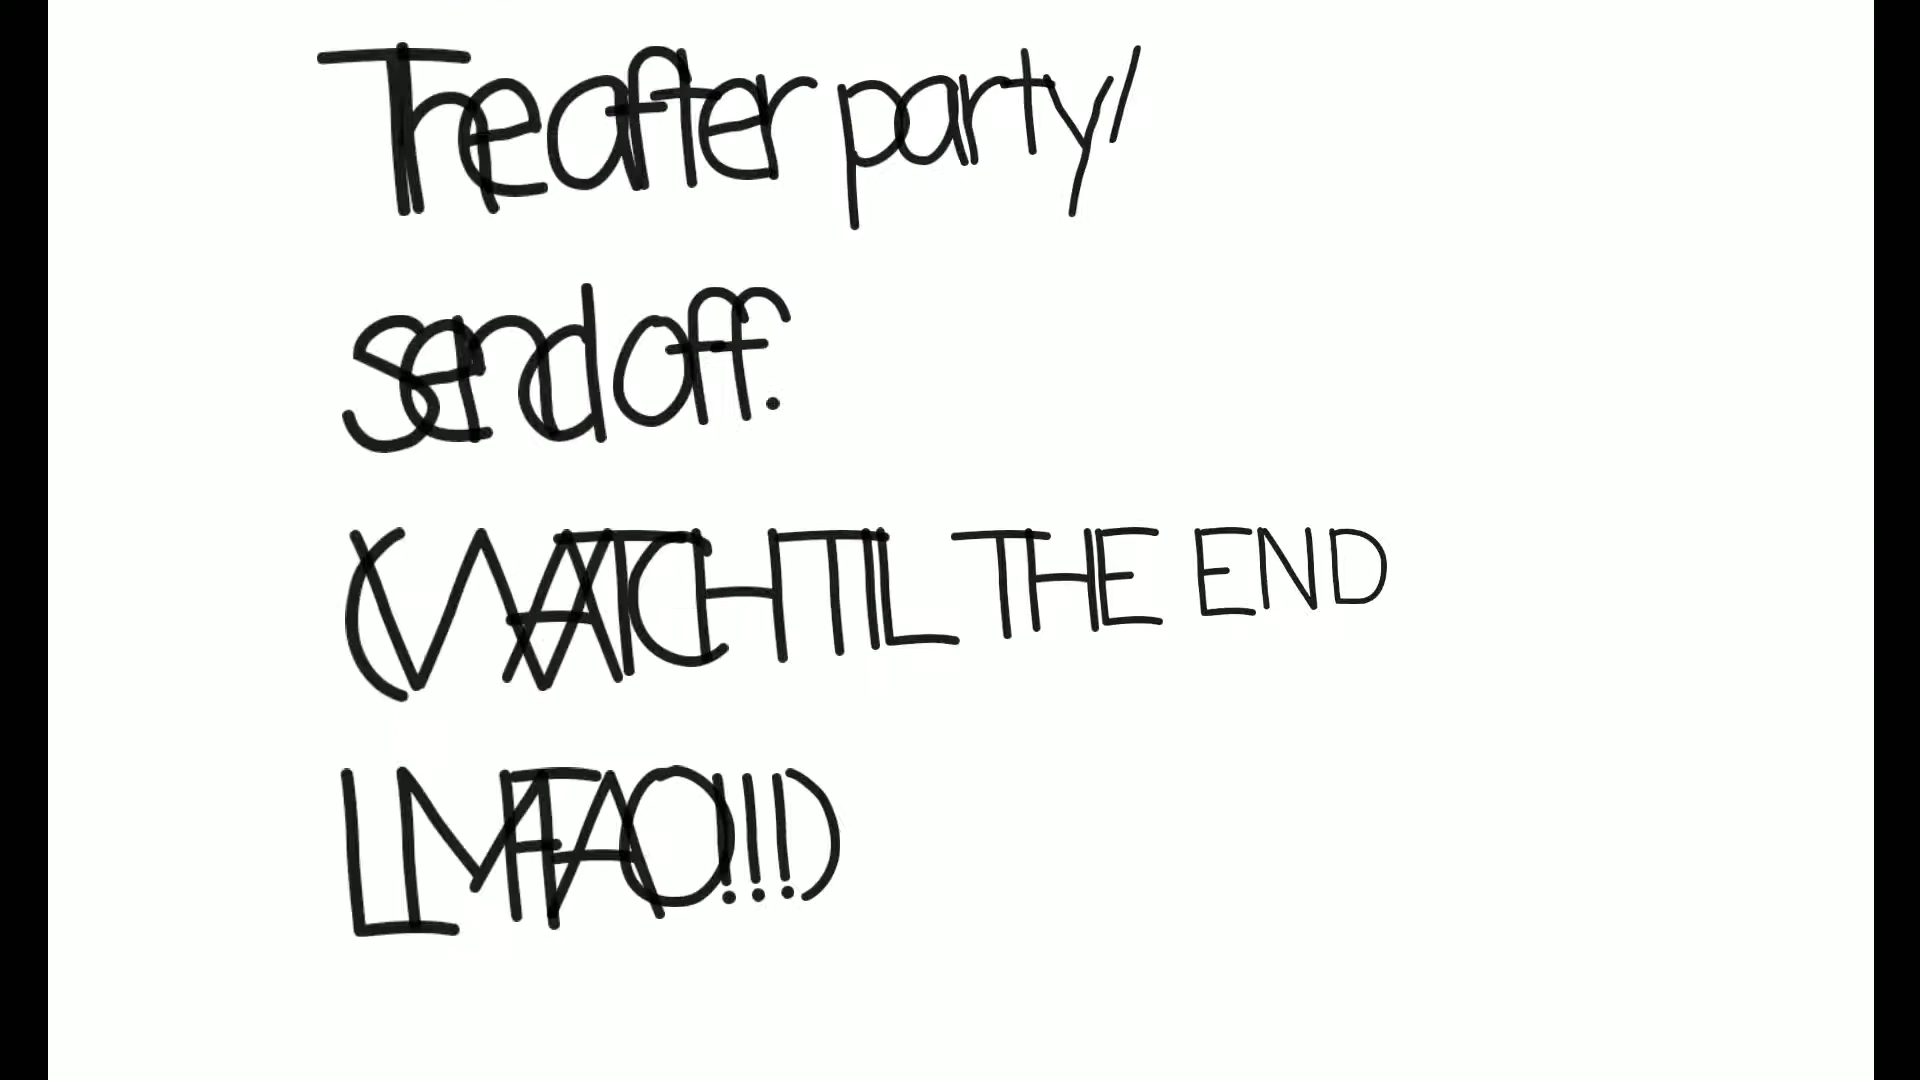 The after party/
send off.
(WATCH TIL THE END
LMFAO!!!)